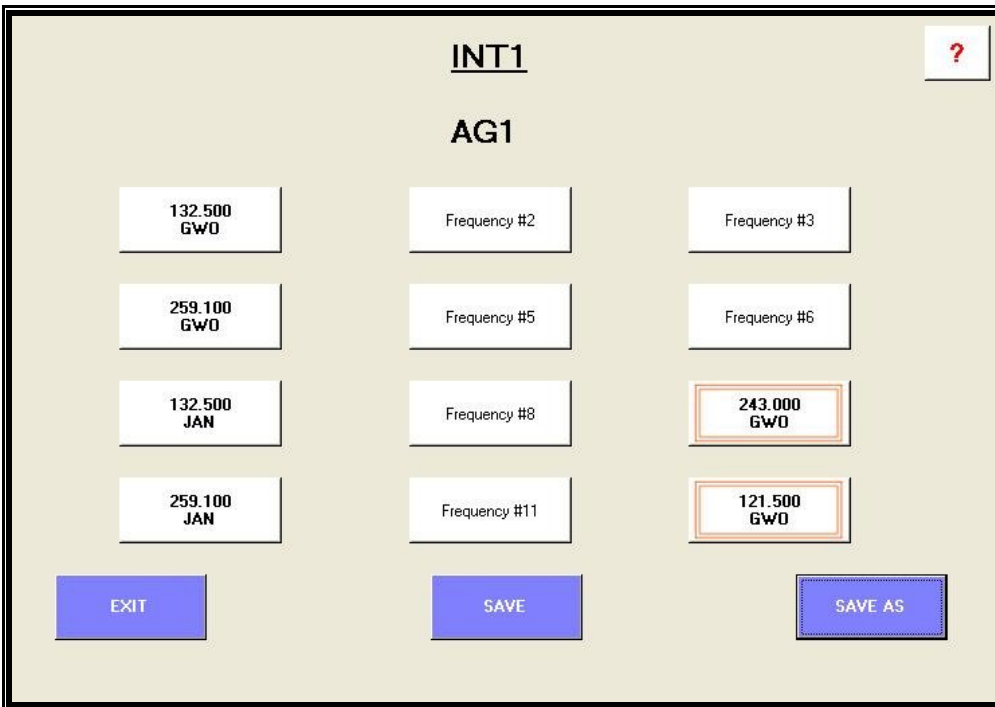 INT1
?
AG1
132.500
GWO
Frequency #2
Frequency #3
259.100
GWO
Frequency #5
Frequency #6
132.500
JAN
Frequency #8
243.000
GWO
259.100
JAN
Frequency #11
121.500
GWO
EXIT
SAVE
SAVE AS